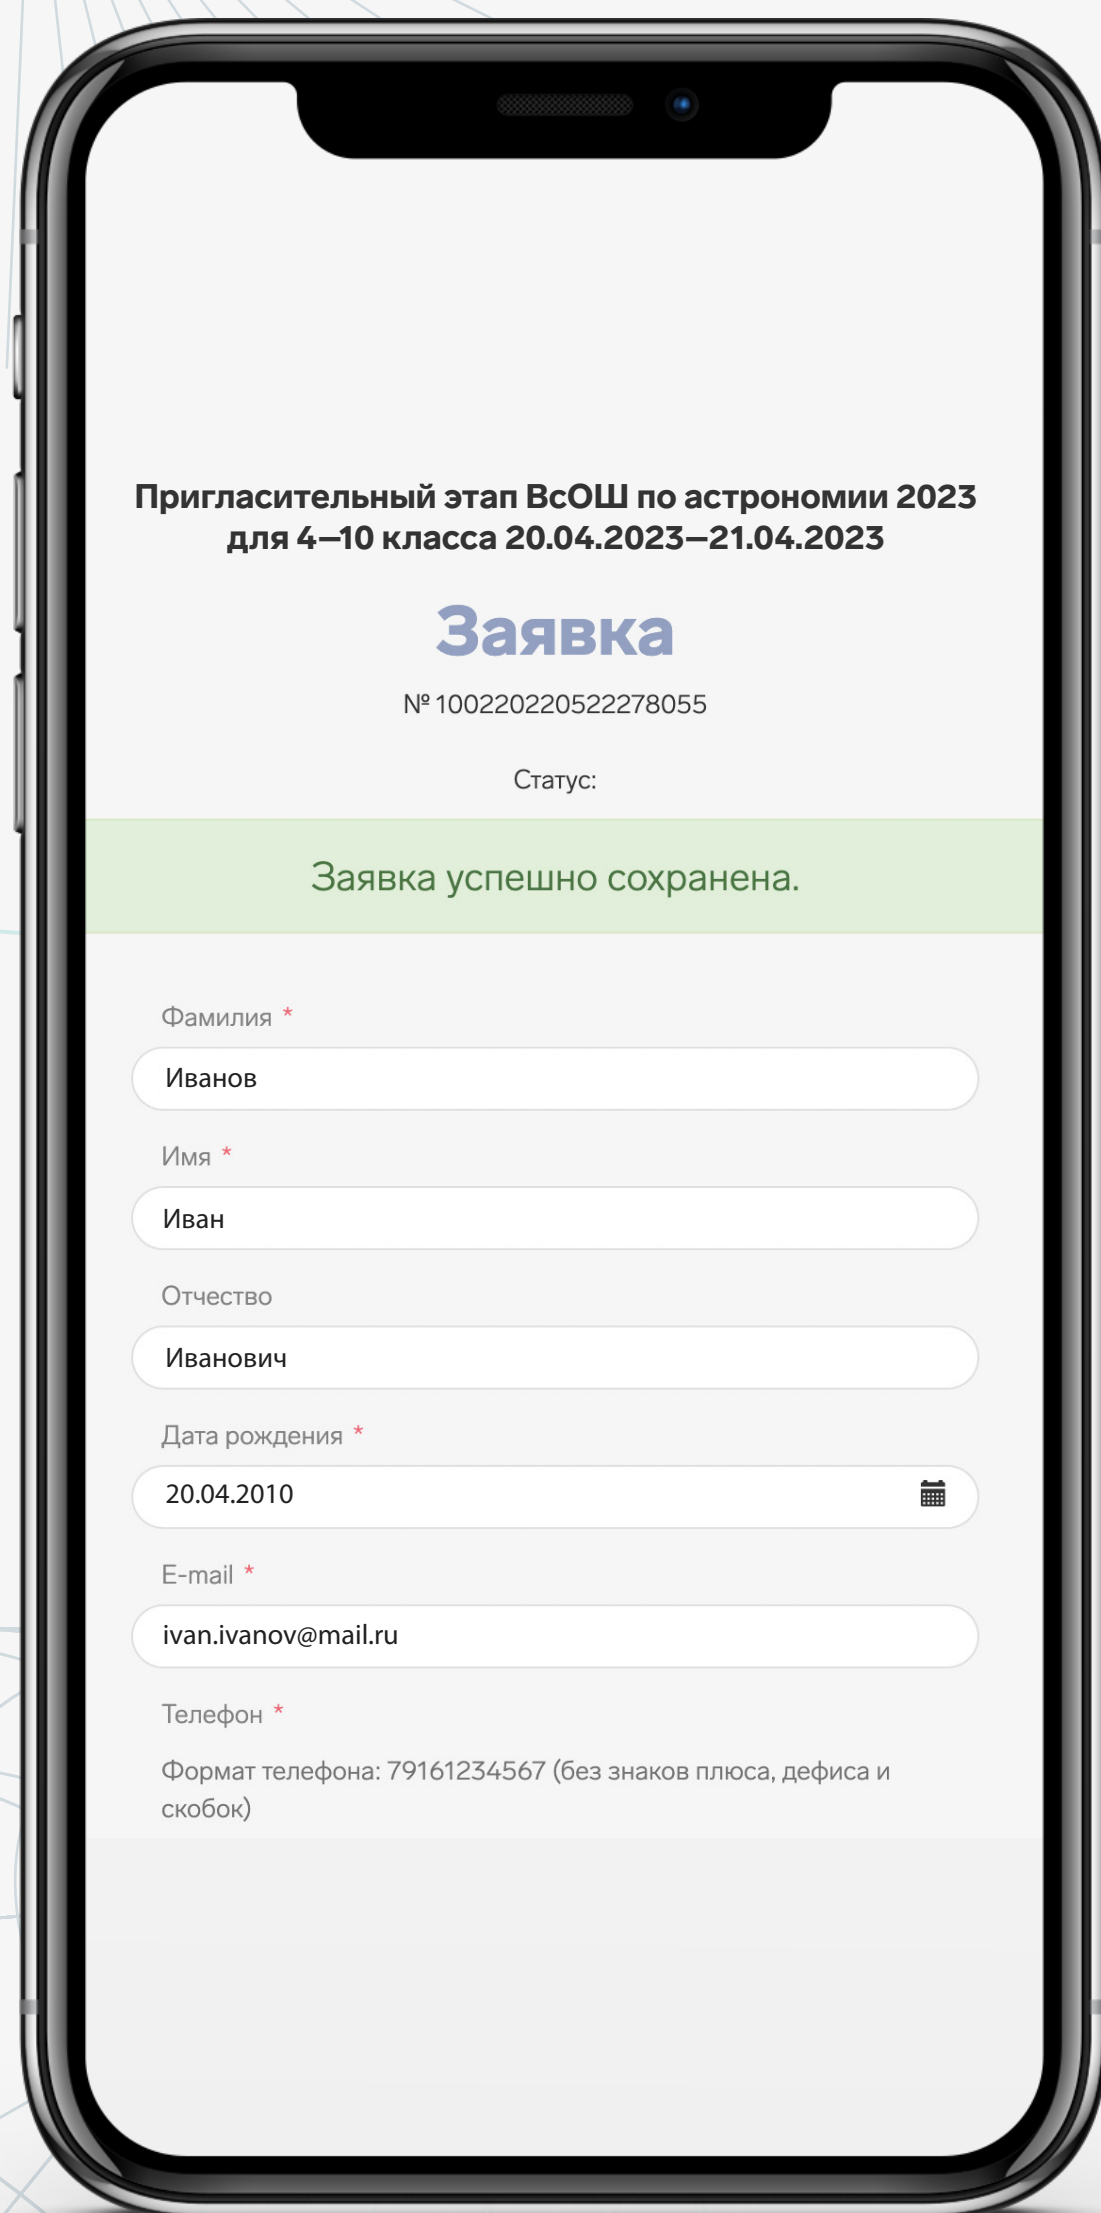 Пригласительный этап ВсОШ по астрономии 2023
для 4–10 класса 20.04.2023–21.04.2023
Заявка
№ 100220220522278055
Статус:
Заявка успешно сохранена.
Фамилия *
Иванов
Имя *
Иван
Отчество
Иванович
Дата рождения *
20.04.2010
E-mail *
ivan.ivanov@mail.ru
Телефон *
Формат телефона: 79161234567 (без знаков плюса, дефиса и
скобок)